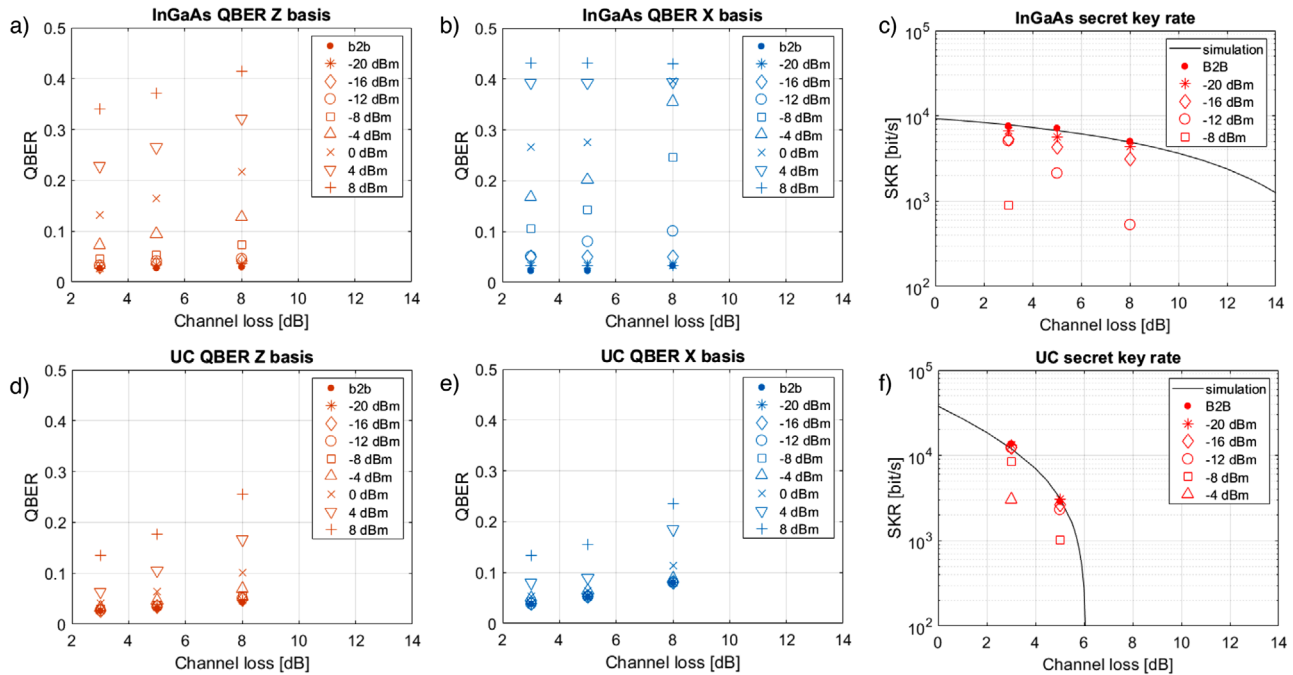 a)
InGaAs QBER Z basis
QBER
0.5
0.4
0.3
0.2
0.1
0
2 4 6 8 10 12 14
Channel loss [dB]
b2b
-20 dBm
-16 dBm
-12 dBm
-8 dBm
-4 dBm
0 dBm
4 dBm
8 dBm
b)
InGaAs QBER X basis
QBER
0.5
0.4
0.3
0.2
0.1
0
2 4 6 8 10 12 14
Channel loss [dB]
b2b
-20 dBm
-16 dBm
-12 dBm
-8 dBm
-4 dBm
0 dBm
4 dBm
8 dBm
c)
InGaAs secret key rate
SKR [bit/s]
10^5
10^4
10^3
10^2
0 2 4 6 8 10 12 14
Channel loss [dB]
simulation
B2B
-20 dBm
-16 dBm
-12 dBm
-8 dBm
d)
UC QBER Z basis
QBER
0.5
0.4
0.3
0.2
0.1
0
2 4 6 8 10 12 14
Channel loss [dB]
b2b
-20 dBm
-16 dBm
-12 dBm
-8 dBm
-4 dBm
0 dBm
4 dBm
8 dBm
e)
UC QBER X basis
QBER
0.5
0.4
0.3
0.2
0.1
0
2 4 6 8 10 12 14
Channel loss [dB]
b2b
-20 dBm
-16 dBm
-12 dBm
-8 dBm
-4 dBm
0 dBm
4 dBm
8 dBm
f)
UC secret key rate
SKR [bit/s]
10^5
10^4
10^3
10^2
0 2 4 6 8 10 12 14
Channel loss [dB]
simulation
B2B
-20 dBm
-16 dBm
-12 dBm
-8 dBm
-4 dBm